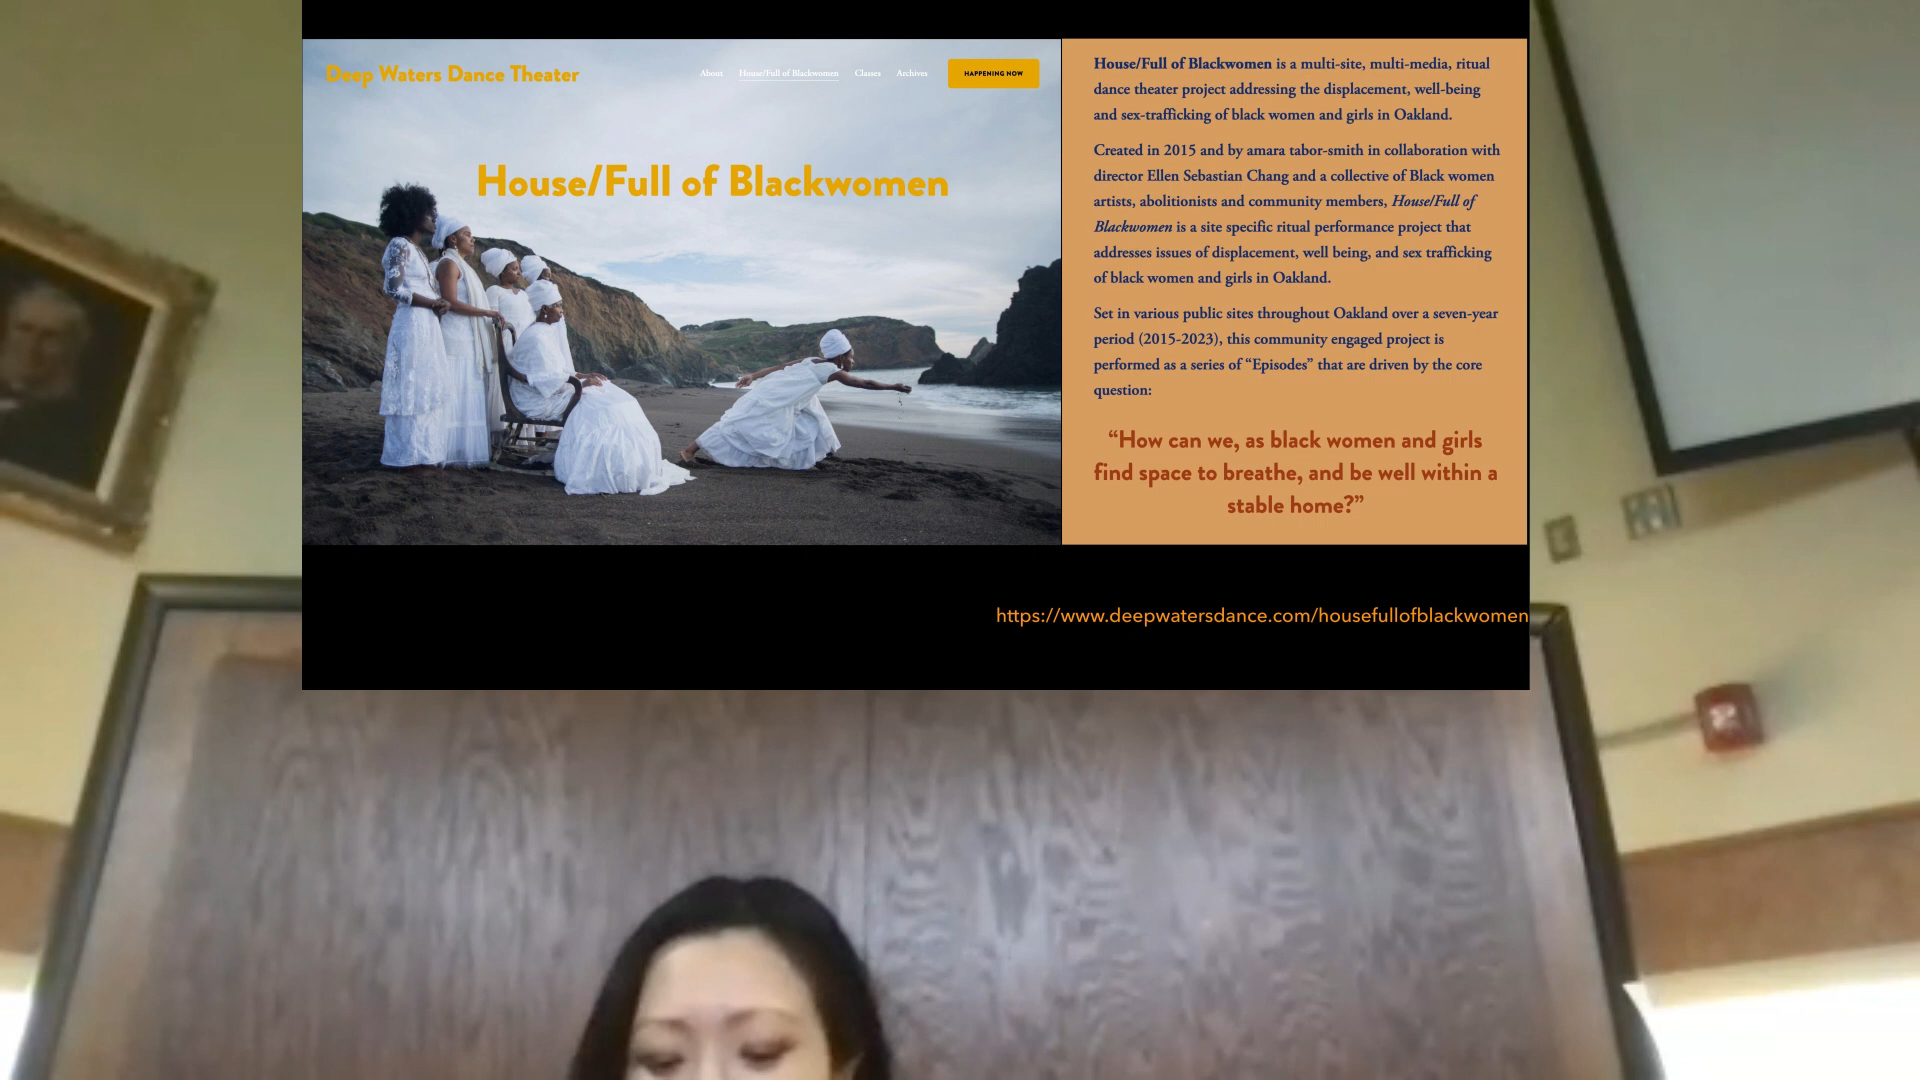 Deep Waters Dance Theater
About House/Full of Blackwomen Classes Archives HAPPENING NOW
House/Full of Blackwomen
House/Full of Blackwomen is a multi-site, multi-media, ritual
dance theater project addressing the displacement, well-being
and sex-trafficking of black women and girls in Oakland.
Created in 2015 and by amara tabor-smith in collaboration with
director Ellen Sebastian Chang and a collective of Black women
artists, abolitionists and community members, House/Full of
Blackwomen is a site specific ritual performance project that
addresses issues of displacement, well being, and sex trafficking
of black women and girls in Oakland.
Set in various public sites throughout Oakland over a seven-year
period (2015-2023), this community engaged project is
performed as a series of “Episodes” that are driven by the core
question:
“How can we, as black women and girls
find space to breathe, and be well within a
stable home?”
https://www.deepwatersdance.com/housefullofblackwomen